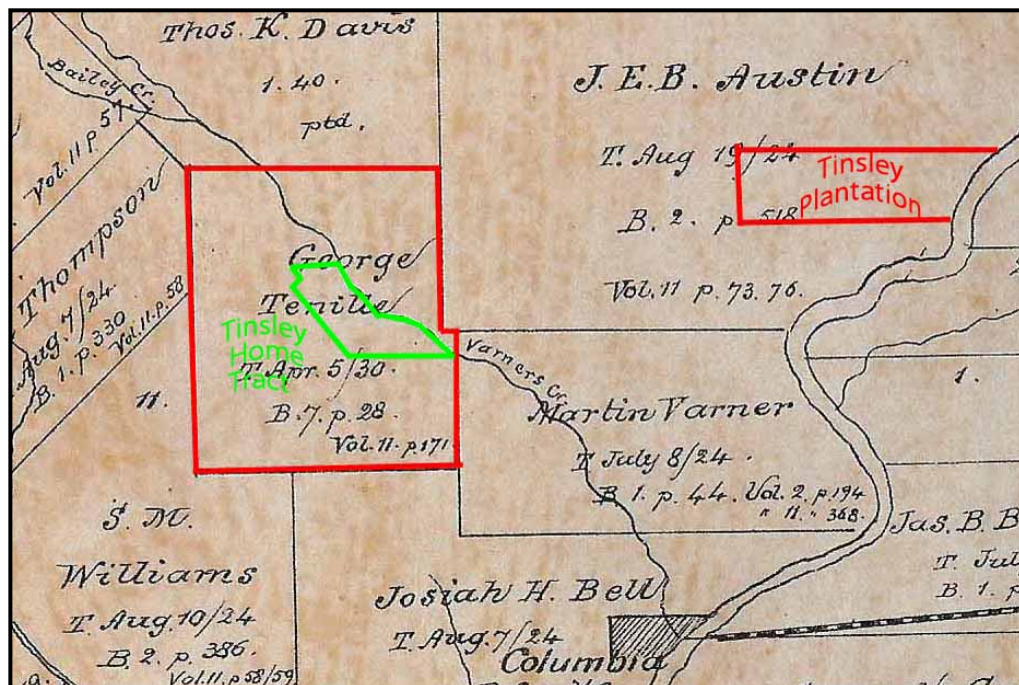 Thos. K. Davis
1. 40.
ptd.
Bailey Cr.
Vol. 11 p. 57
J. E. B. Austin
T. Aug 19/24
B. 2. p. 518
Vol. 11 p. 73. 76.
Tinsley
Plantation
Thompson
Aug. 7/24
B. 1. p. 330
Vol. 11. p. 58
11.
George
Tenille
T. Apr. 5/30.
B. 7. p. 28.
Vol. 11. p. 171.
Tinsley
Home
Tract
Varners Cr.
Martin Varner
T. July 8/24.
B. 1. p. 44. Vol. 2. p. 194
" 11. " 368.
1.
S. M.
Williams
T. Aug. 10/24
B. 2. p. 386.
Vol. 11. p 58/59
Josiah H. Bell
T. Aug. 7/24
Columbia
Jas. B. B
T. July
B. 1. p